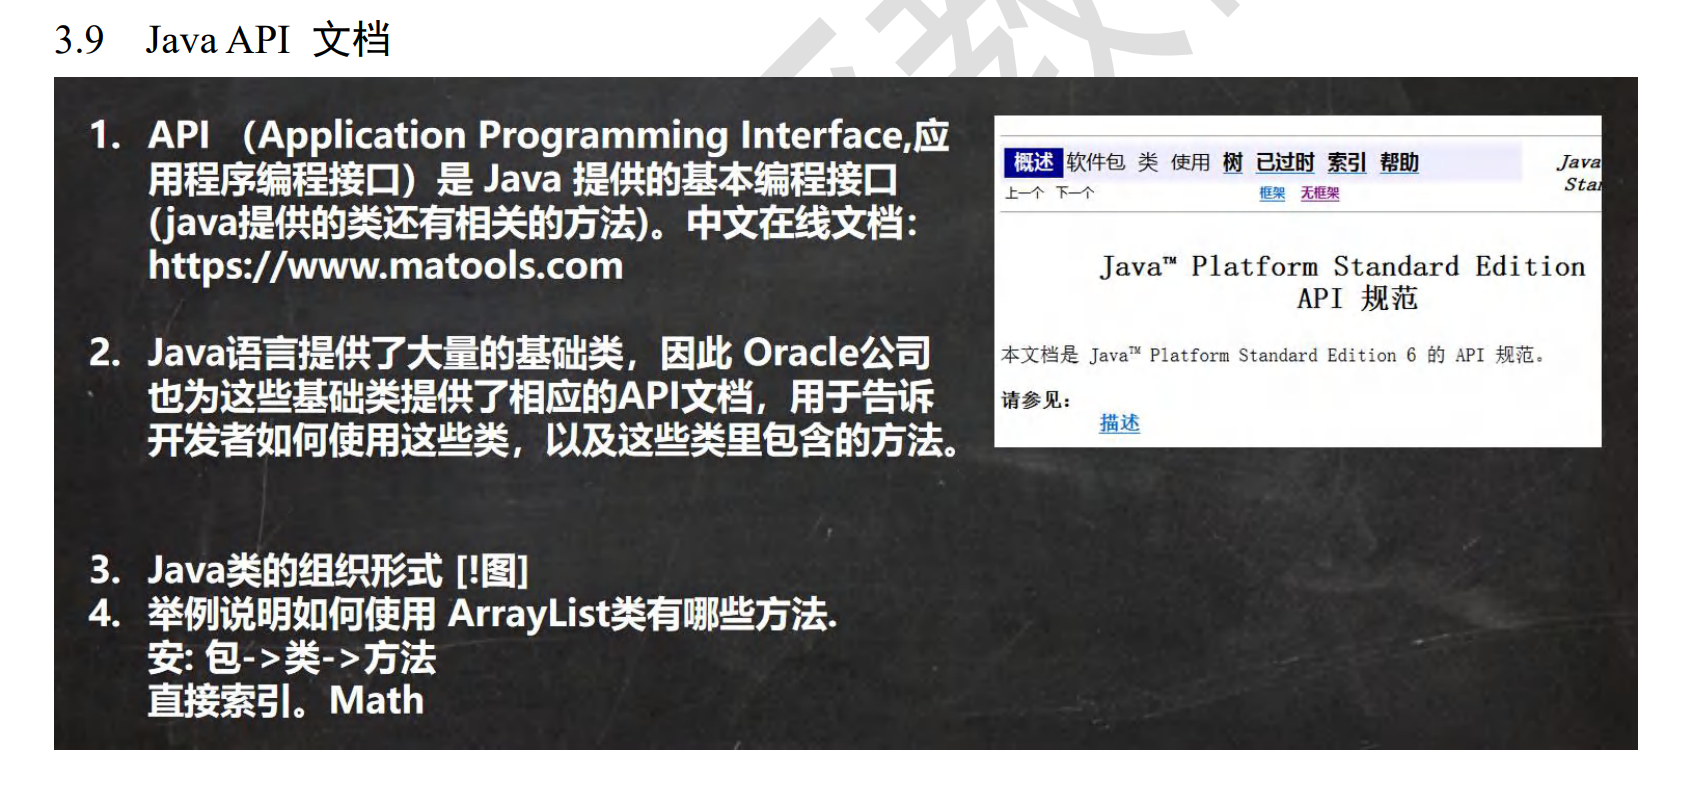 3.9 Java API 文档
1. API （Application Programming Interface,应
用程序编程接口）是 Java 提供的基本编程接口
(java提供的类还有相关的方法)。中文在线文档：
https://www.matools.com
2. Java语言提供了大量的基础类，因此 Oracle公司
也为这些基础类提供了相应的API文档，用于告诉
开发者如何使用这些类，以及这些类里包含的方法。
3. Java类的组织形式 [!图]
4. 举例说明如何使用 ArrayList类有哪些方法.
安: 包->类->方法
直接索引。Math
概述 软件包 类 使用 树 已过时 索引 帮助
Java
Stan
上一个 下一个
框架 无框架
Java™ Platform Standard Edition
API 规范
本文档是 Java™ Platform Standard Edition 6 的 API 规范。
请参见：
描述